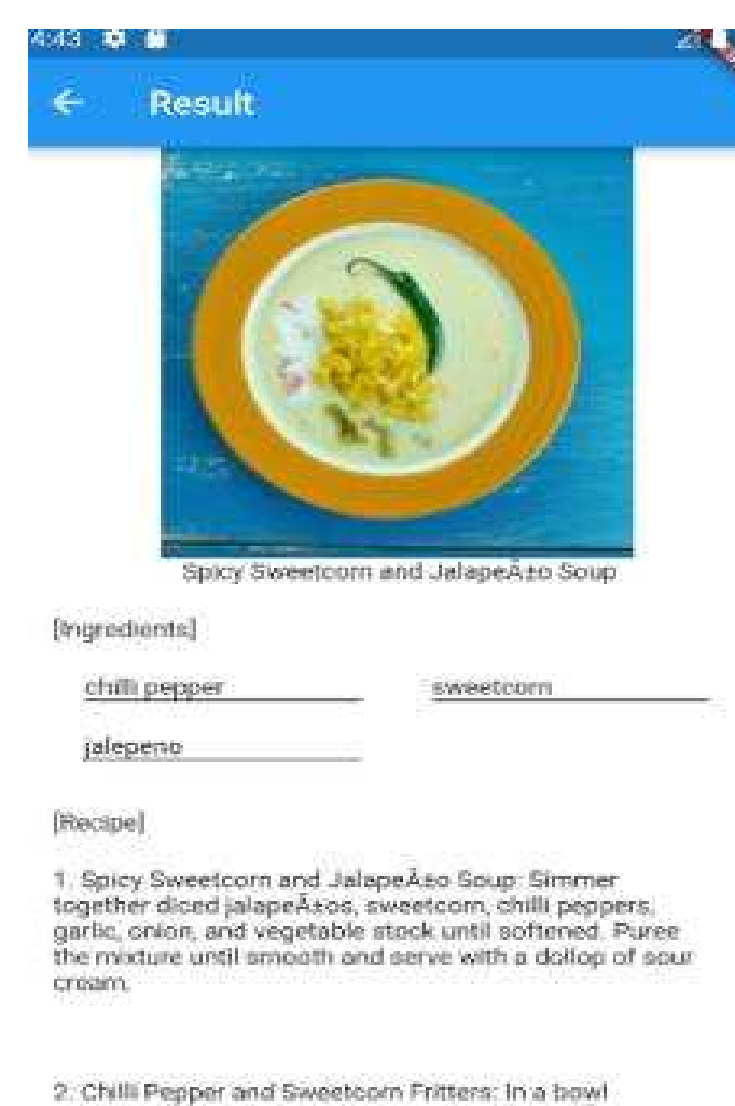 4:43
Result
Spicy Sweetcorn and JalapeÃ±o Soup
[Ingredients]
chilli pepper
sweetcorn
jalepeno
[Recipe]
1. Spicy Sweetcorn and JalapeÃ±o Soup: Simmer
together diced jalapeÃ±os, sweetcorn, chilli peppers,
garlic, onion, and vegetable stock until softened. Puree
the mixture until smooth and serve with a dollop of sour
cream.
2. Chilli Pepper and Sweetcorn Fritters: In a bowl